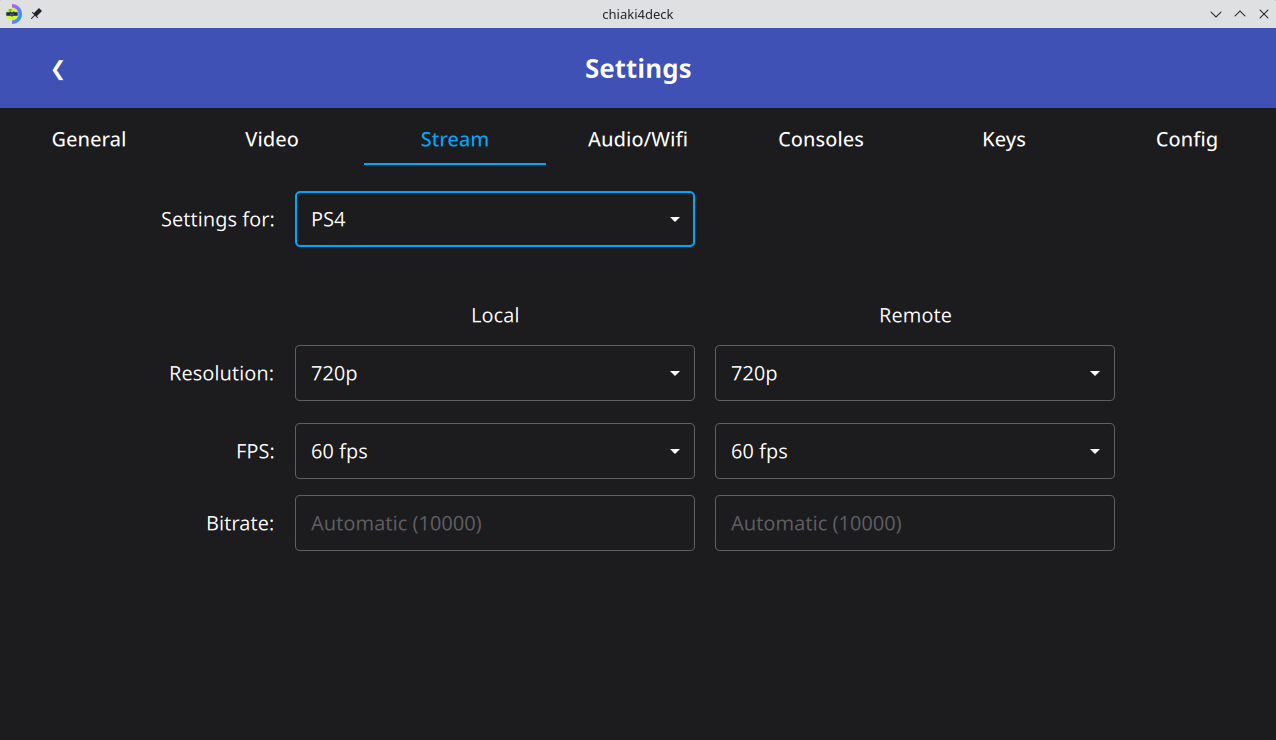 chiaki4deck
Settings
General Video Stream Audio/Wifi Consoles Keys Config
Settings for: PS4
Local Remote
Resolution: 720p 720p
FPS: 60 fps 60 fps
Bitrate: Automatic (10000) Automatic (10000)